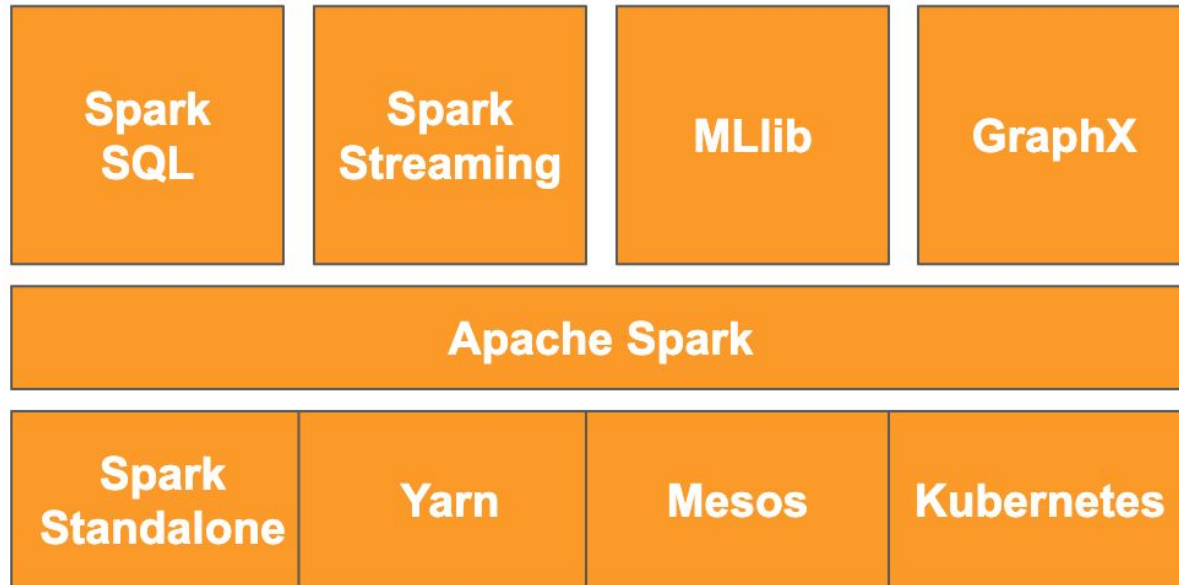 Spark
SQL
Spark
Streaming
MLlib
GraphX
Apache Spark
Spark
Standalone
Yarn
Mesos
Kubernetes